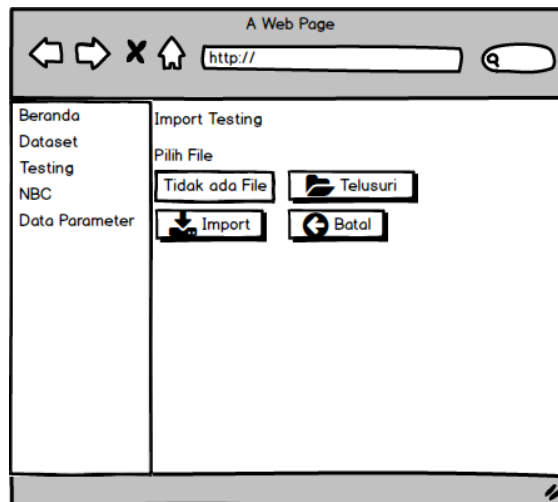 A Web Page
http://
Beranda
Dataset
Testing
NBC
Data Parameter
Import Testing
Pilih File
Tidak ada File
Telusuri
Import
Batal